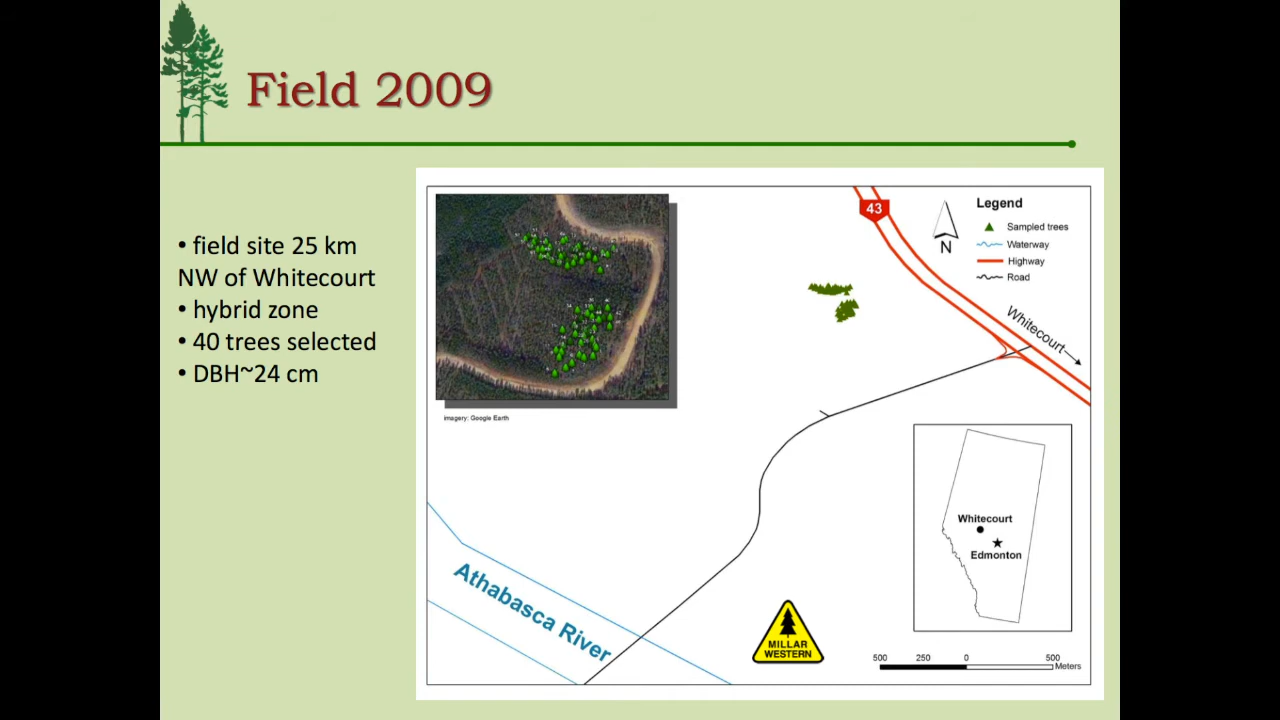 Field 2009
• field site 25 km
NW of Whitecourt
• hybrid zone
• 40 trees selected
• DBH~24 cm
imagery: Google Earth
43
N
Legend
Sampled trees
Waterway
Highway
Road
Whitecourt
Whitecourt
Edmonton
Athabasca River
MILLAR
WESTERN
500 250 0 500
Meters